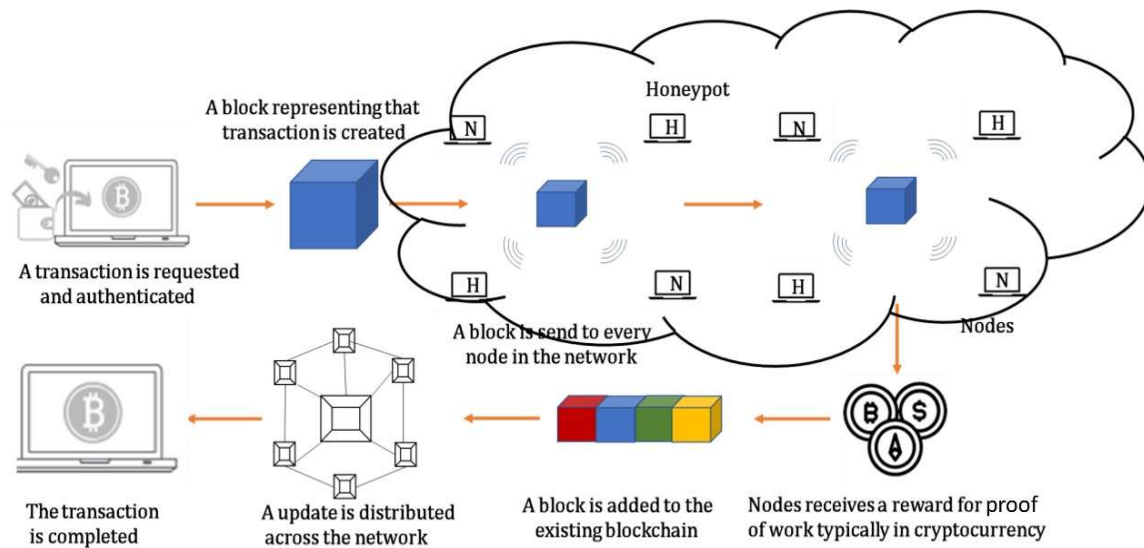 Honeypot
A block representing that
transaction is created
N
H
N
H
A transaction is requested
and authenticated
H
N
H
N
A block is send to every
node in the network
Nodes
The transaction
is completed
A update is distributed
across the network
A block is added to the
existing blockchain
Nodes receives a reward for proof
of work typically in cryptocurrency